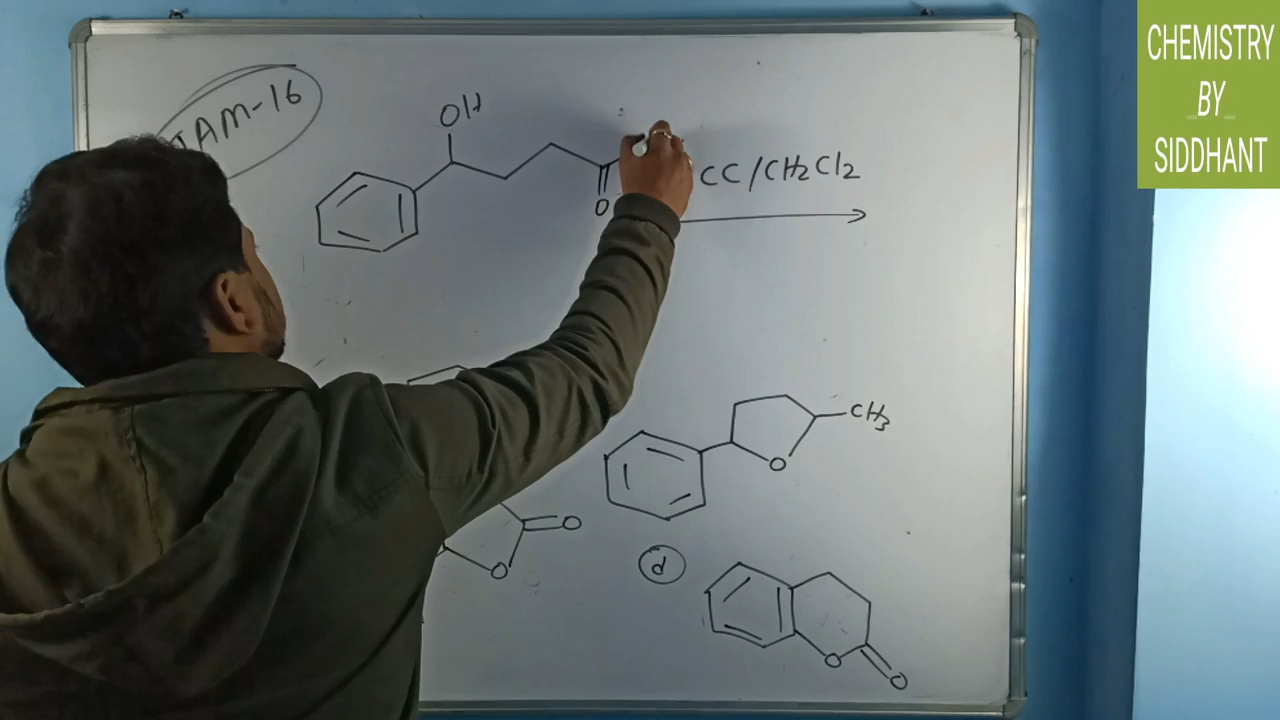 JAM-16
OH
O
CC/CH2Cl2
CH3
O
O
O
d
O
O
CHEMISTRY
BY
SIDDHANT